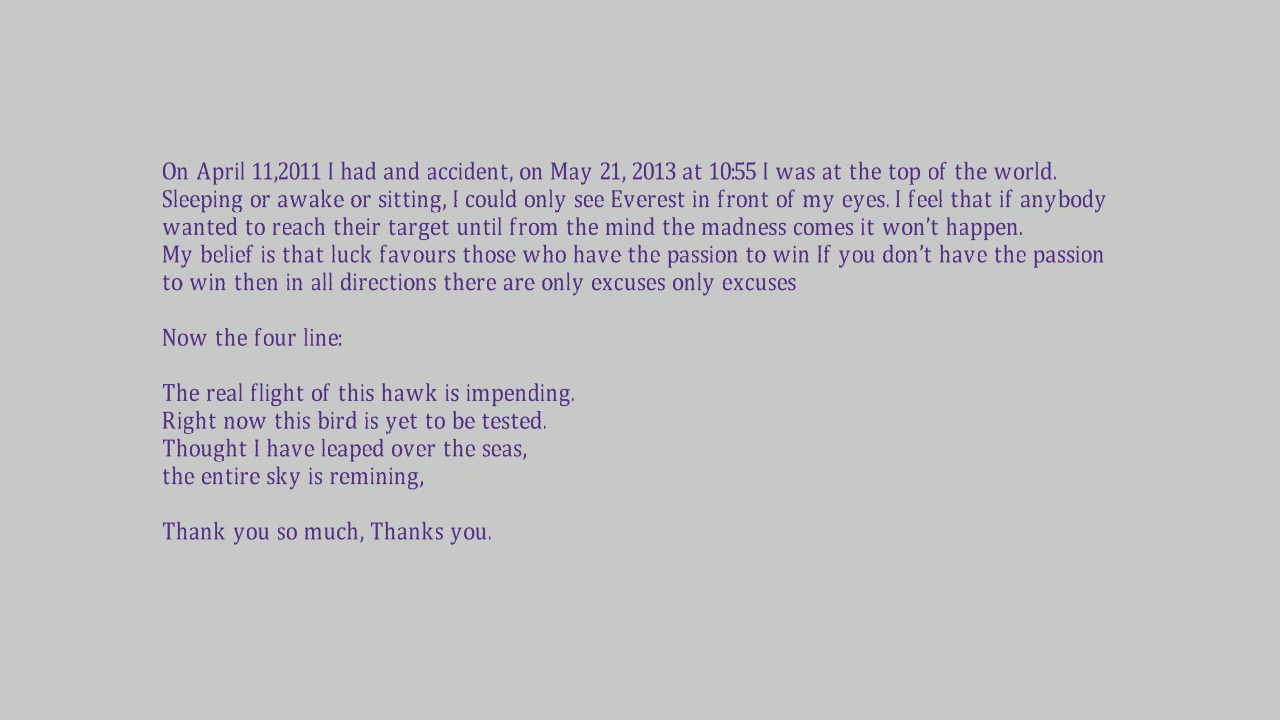 On April 11,2011 I had and accident, on May 21, 2013 at 10:55 I was at the top of the world.
Sleeping or awake or sitting, I could only see Everest in front of my eyes. I feel that if anybody
wanted to reach their target until from the mind the madness comes it won’t happen.
My belief is that luck favours those who have the passion to win If you don’t have the passion
to win then in all directions there are only excuses only excuses
Now the four line:
The real flight of this hawk is impending.
Right now this bird is yet to be tested.
Thought I have leaped over the seas,
the entire sky is remining,
Thank you so much, Thanks you.